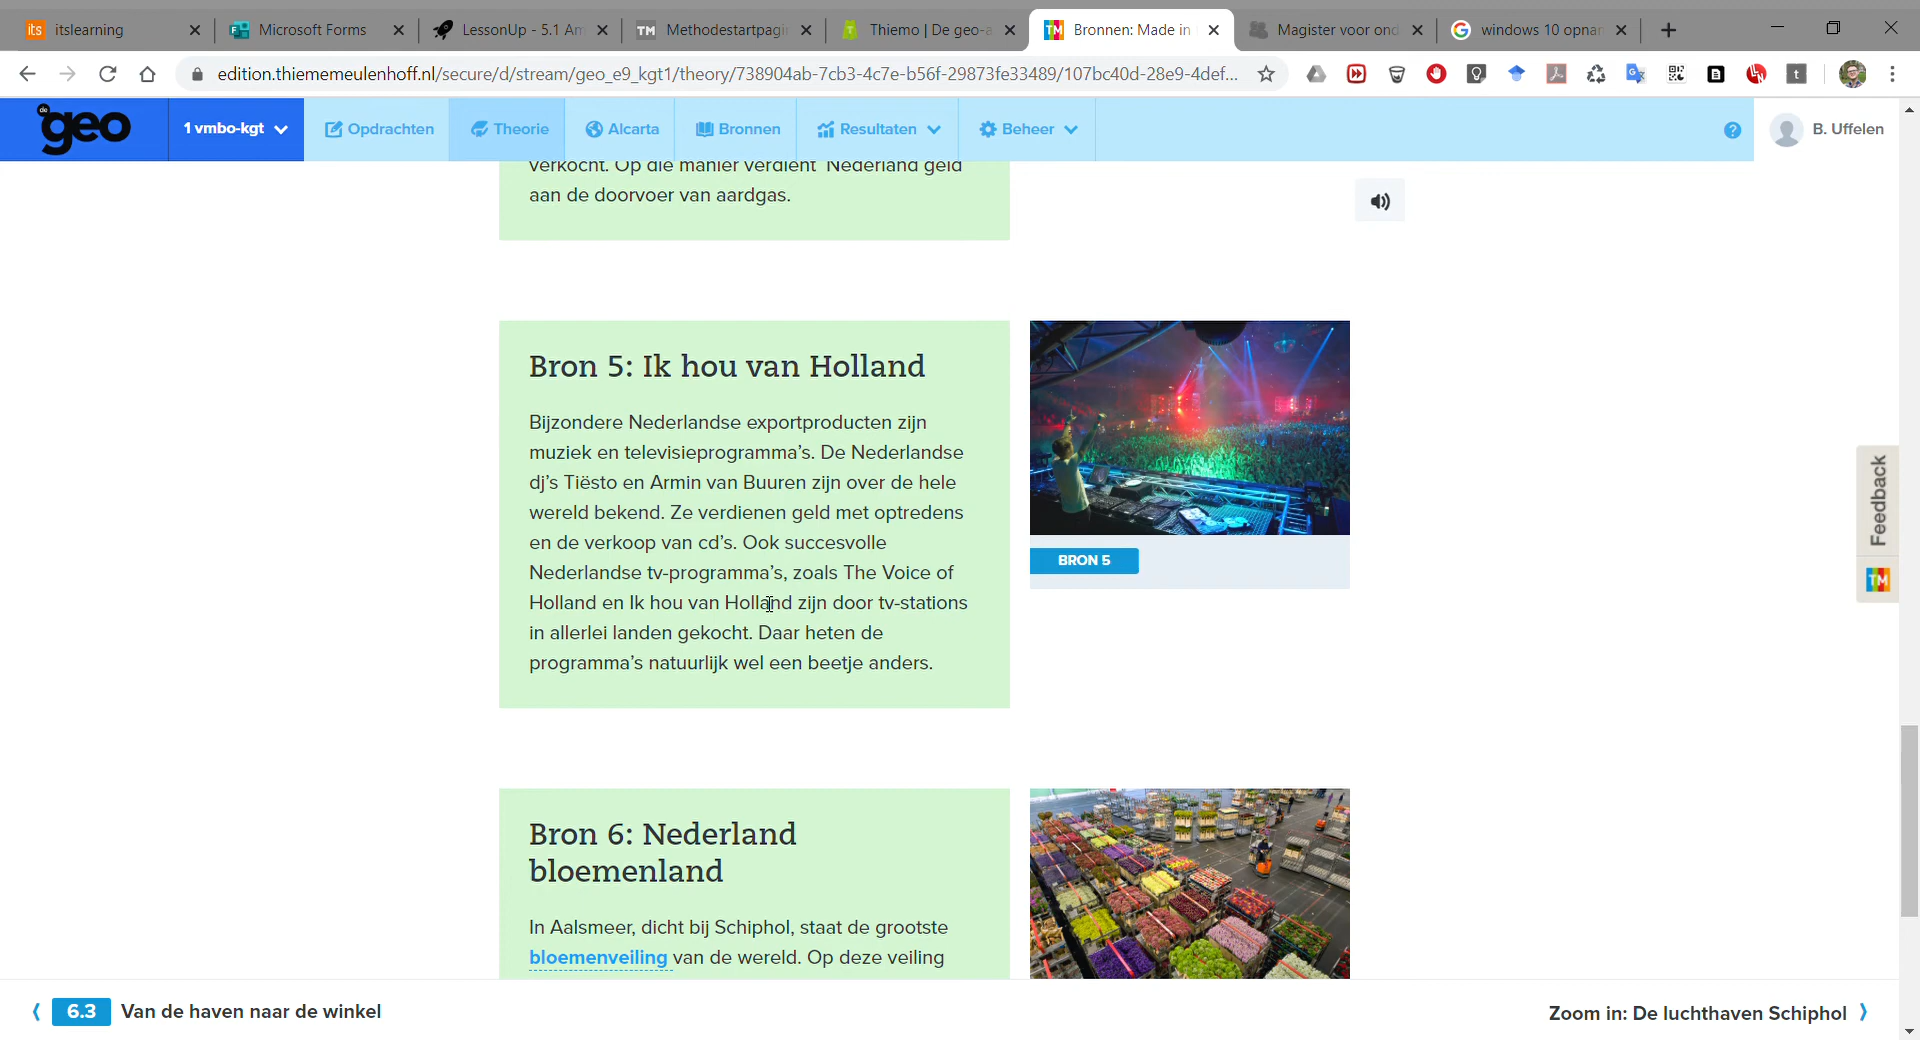 itslearning
Microsoft Forms
LessonUp - 5.1 Am
Methodestartpagi
Thiemo | De geo-a
Bronnen: Made in
Magister voor ond
windows 10 opnam
edition.thiememeulenhoff.nl/secure/d/stream/geo_e9_kgt1/theory/738904ab-7cb3-4c7e-b56f-29873fe33489/107bc40d-28e9-4def...
de geo
1 vmbo-kgt
Opdrachten
Theorie
Alcarta
Bronnen
Resultaten
Beheer
B. Uffelen
verkocht. Op die manier verdient Nederland geld
aan de doorvoer van aardgas.
Bron 5: Ik hou van Holland
Bijzondere Nederlandse exportproducten zijn
muziek en televisieprogramma’s. De Nederlandse
dj’s Tiësto en Armin van Buuren zijn over de hele
wereld bekend. Ze verdienen geld met optredens
en de verkoop van cd’s. Ook succesvolle
Nederlandse tv-programma’s, zoals The Voice of
Holland en Ik hou van Holland zijn door tv-stations
in allerlei landen gekocht. Daar heten de
programma’s natuurlijk wel een beetje anders.
BRON 5
Feedback
TM
Bron 6: Nederland
bloemenland
In Aalsmeer, dicht bij Schiphol, staat de grootste
bloemenveiling van de wereld. Op deze veiling
6.3 Van de haven naar de winkel
Zoom in: De luchthaven Schiphol